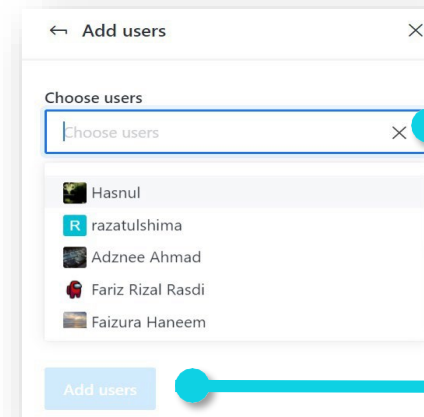 Add users
Choose users
Choose users
Hasnul
R razatulshima
Adznee Ahmad
Fariz Rizal Rasdi
Faizura Haneem
Add users